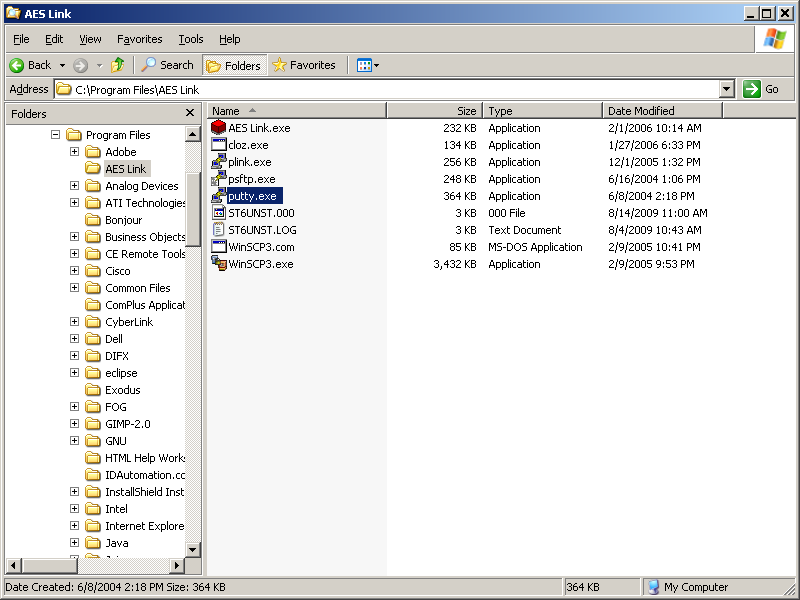 AES Link
File Edit View Favorites Tools Help
Back Search Folders Favorites
Address C:\Program Files\AES Link Go
Folders
Name Size Type Date Modified
Program Files
Adobe
AES Link
Analog Devices
ATI Technologies
Bonjour
Business Objects
CE Remote Tools
Cisco
Common Files
ComPlus Applicat
CyberLink
Dell
DIFX
eclipse
Exodus
FOG
GIMP-2.0
GNU
HTML Help Works
IDAutomation.co
InstallShield Inst
Intel
Internet Explore
Java
AES Link.exe 232 KB Application 2/1/2006 10:14 AM
cloz.exe 134 KB Application 1/27/2006 6:33 PM
plink.exe 256 KB Application 12/1/2005 1:32 PM
psftp.exe 248 KB Application 6/16/2004 1:06 PM
putty.exe 364 KB Application 6/8/2004 2:18 PM
ST6UNST.000 3 KB 000 File 8/14/2009 11:00 AM
ST6UNST.LOG 3 KB Text Document 8/4/2009 10:43 AM
WinSCP3.com 85 KB MS-DOS Application 2/9/2005 10:41 PM
WinSCP3.exe 3,432 KB Application 2/9/2005 9:53 PM
Date Created: 6/8/2004 2:18 PM Size: 364 KB 364 KB My Computer